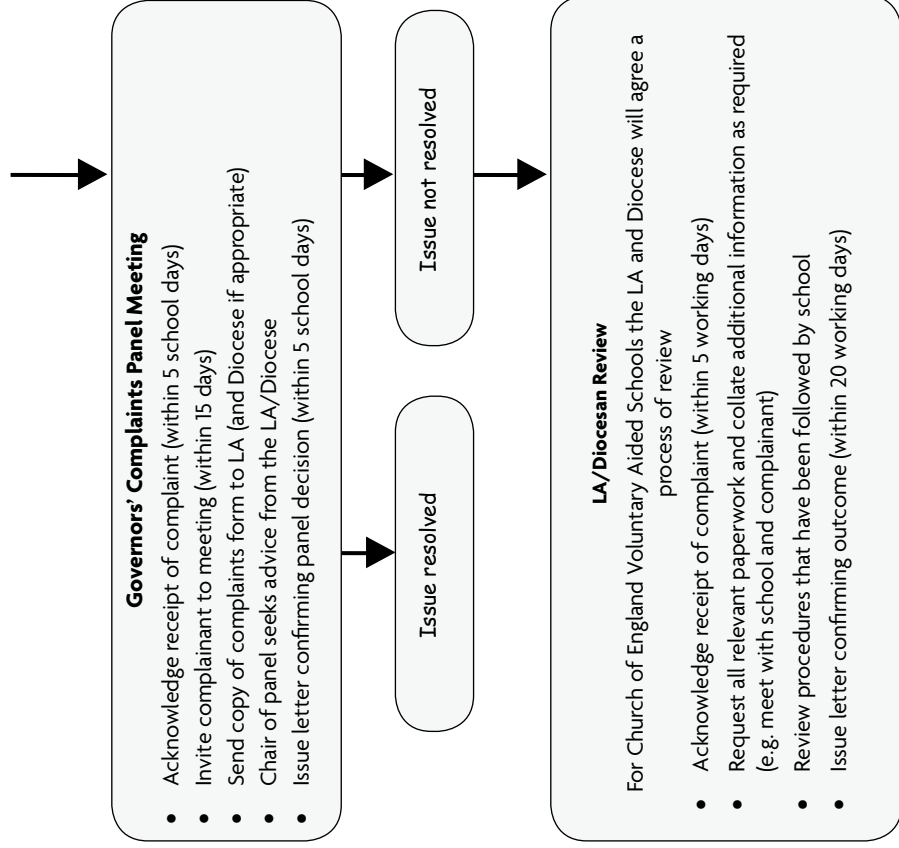 Governors’ Complaints Panel Meeting
• Acknowledge receipt of complaint (within 5 school days)
• Invite complainant to meeting (within 15 days)
• Send copy of complaints form to LA (and Diocese if appropriate)
• Chair of panel seeks advice from the LA/Diocese
• Issue letter confirming panel decision (within 5 school days)
Issue resolved
Issue not resolved
LA/Diocesan Review
For Church of England Voluntary Aided Schools the LA and Diocese will agree a
process of review
• Acknowledge receipt of complaint (within 5 working days)
• Request all relevant paperwork and collate additional information as required
(e.g. meet with school and complainant)
• Review procedures that have been followed by school
• Issue letter confirming outcome (within 20 working days)